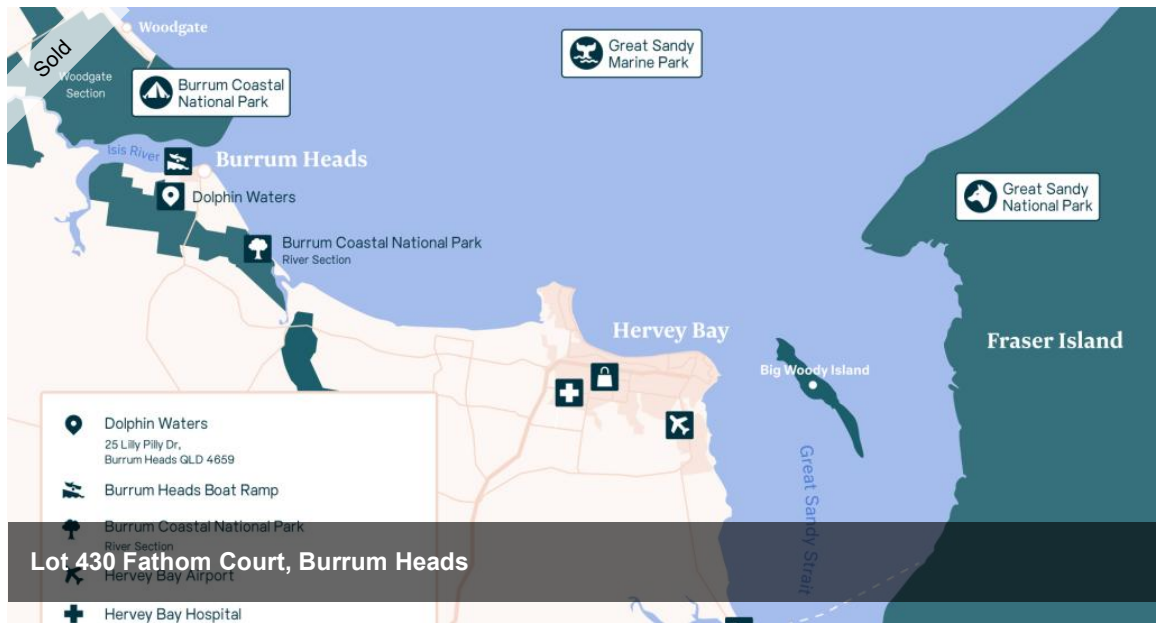 Sold
Woodgate
Woodgate
Section
Burrum Coastal
National Park
Great Sandy
Marine Park
Isis River
Burrum Heads
Dolphin Waters
Great Sandy
National Park
Burrum Coastal National Park
River Section
Hervey Bay
Fraser Island
Big Woody Island
Great Sandy Strait
Dolphin Waters
25 Lilly Pilly Dr,
Burrum Heads QLD 4659
Burrum Heads Boat Ramp
Burrum Coastal National Park
River Section
Lot 430 Fathom Court, Burrum Heads
Hervey Bay Airport
Hervey Bay Hospital